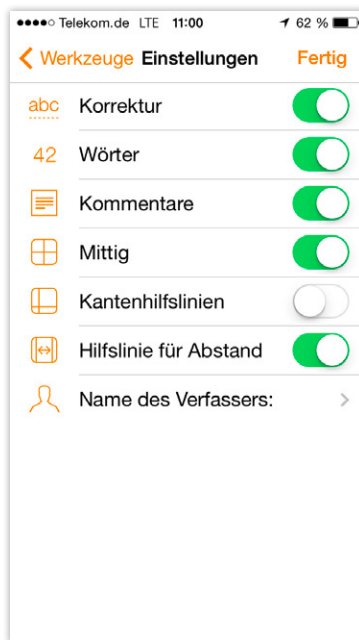 Telekom.de LTE 11:00 62 %
Werkzeuge Einstellungen Fertig
abc Korrektur
42 Wörter
Kommentare
Mittig
Kantenhilfslinien
Hilfslinie für Abstand
Name des Verfassers: